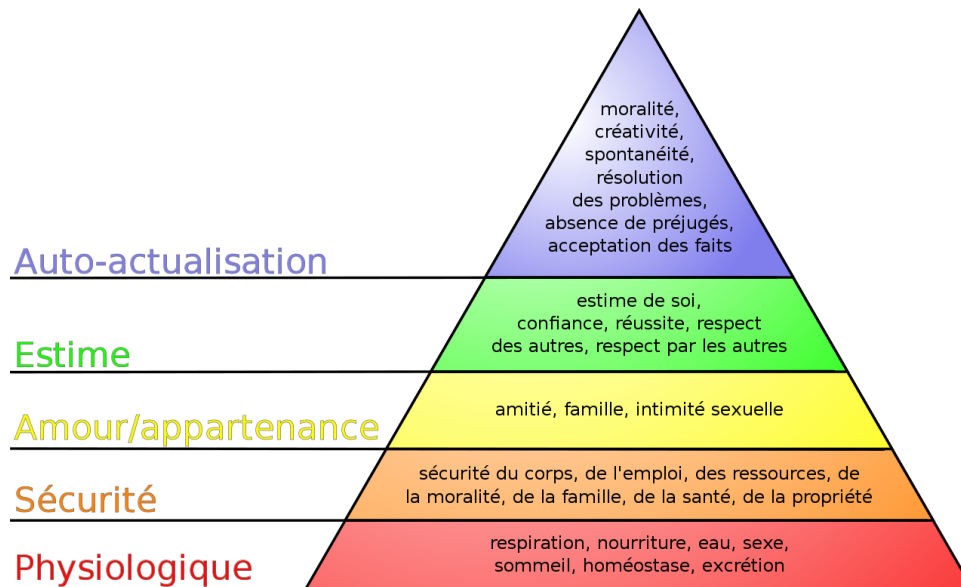 moralité,
créativité,
spontanéité,
résolution
des problèmes,
absence de préjugés,
acceptation des faits
Auto-actualisation
estime de soi,
confiance, réussite, respect
des autres, respect par les autres
Estime
amitié, famille, intimité sexuelle
Amour/appartenance
sécurité du corps, de l'emploi, des ressources, de
la moralité, de la famille, de la santé, de la propriété
Sécurité
respiration, nourriture, eau, sexe,
sommeil, homéostase, excrétion
Physiologique